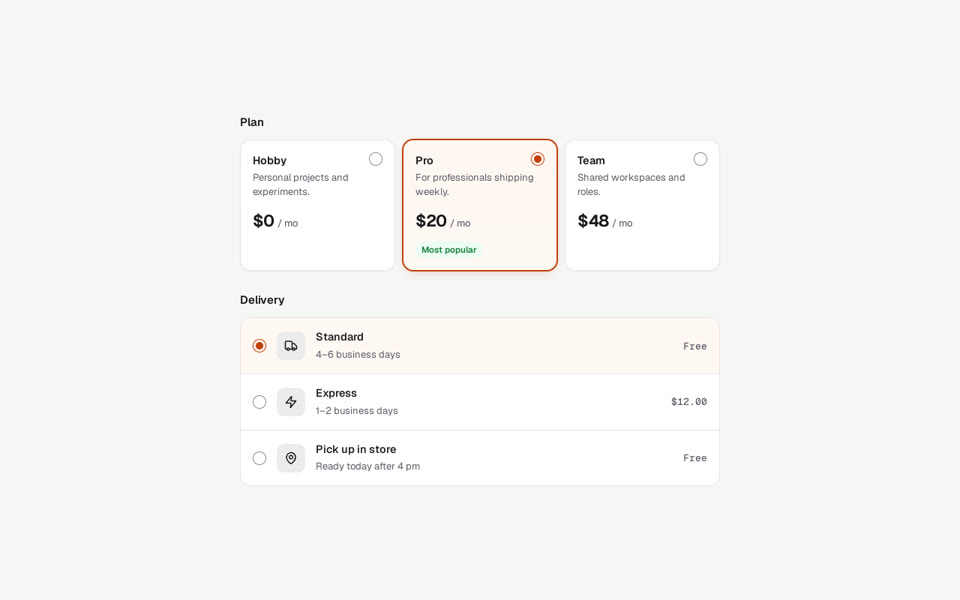 Plan
Hobby
Personal projects and
experiments.
$0 / mo
Pro
For professionals shipping
weekly.
$20 / mo
Most popular
Team
Shared workspaces and
roles.
$48 / mo
Delivery
Standard
4–6 business days
Free
Express
1–2 business days
$12.00
Pick up in store
Ready today after 4 pm
Free